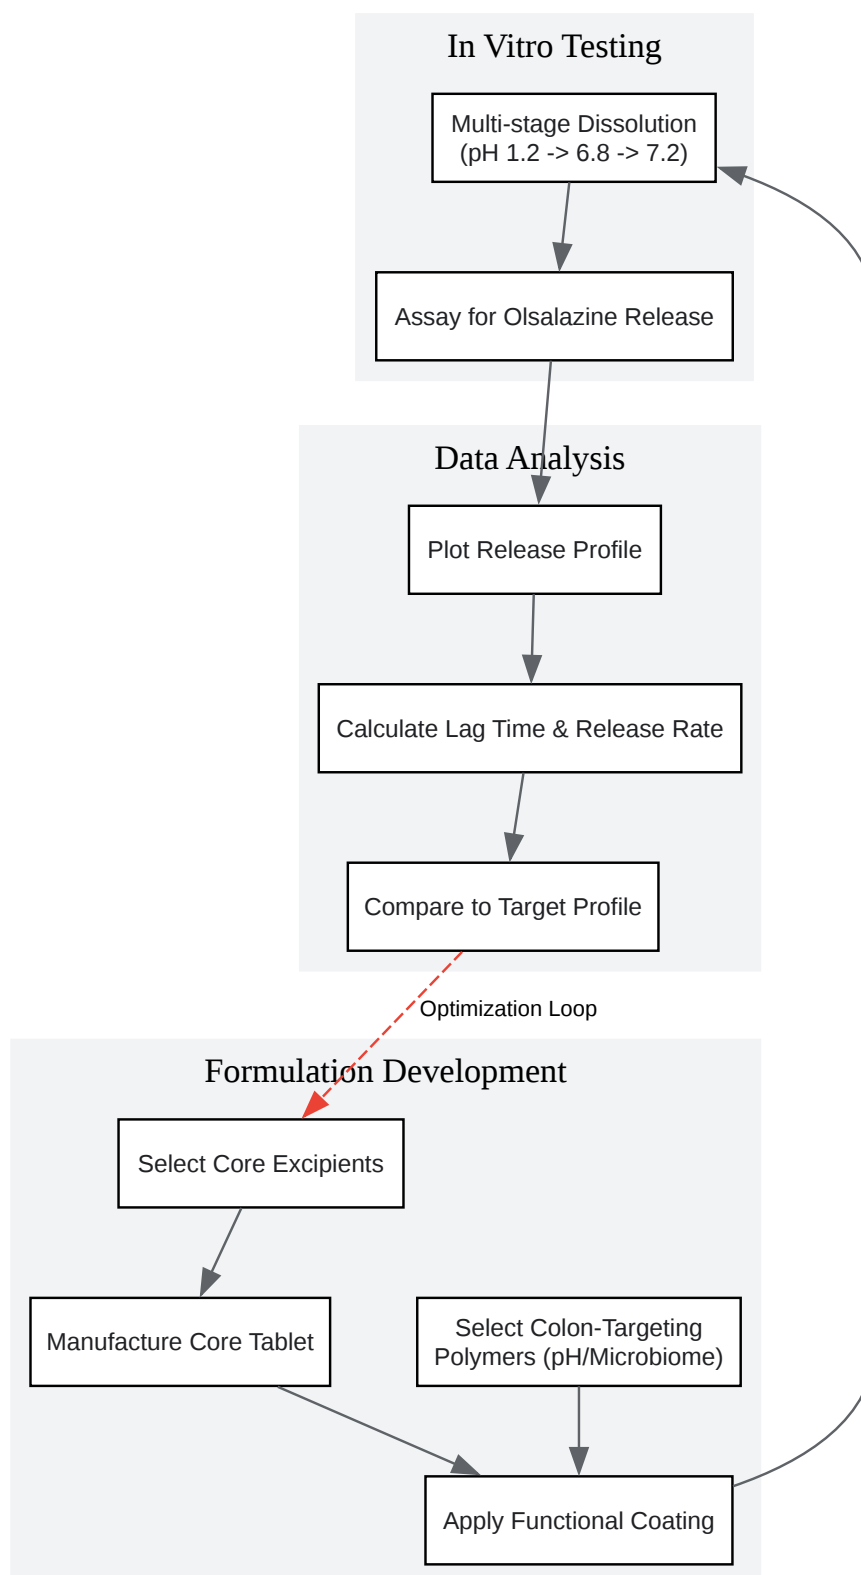 In Vitro Testing
Multi-stage Dissolution
(pH 1.2 -> 6.8 -> 7.2)
Assay for Olsalazine Release
Data Analysis
Plot Release Profile
Calculate Lag Time & Release Rate
Compare to Target Profile
Optimization Loop
Formulation Development
Select Core Excipients
Manufacture Core Tablet
Select Colon-Targeting
Polymers (pH/Microbiome)
Apply Functional Coating